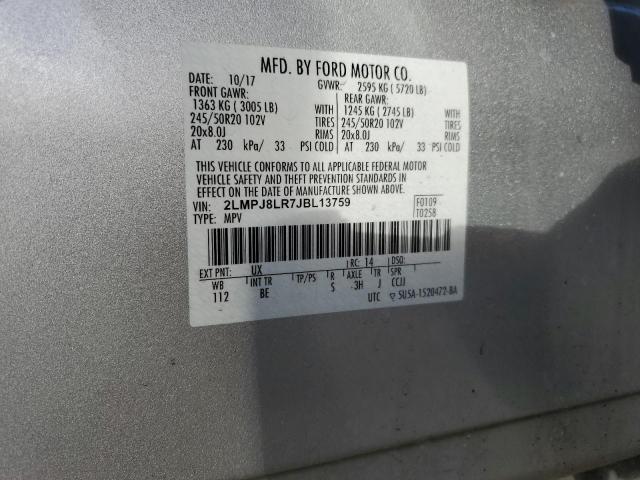 MFD. BY FORD MOTOR CO.
DATE: 10/17 GVWR: 2595 KG ( 5720 LB)
FRONT GAWR: REAR GAWR:
1363 KG ( 3005 LB) WITH 1245 KG ( 2745 LB) WITH
245/50R20 102V TIRES 245/50R20 102V TIRES
20x8.0J RIMS 20x8.0J RIMS
AT 230 kPa/ 33 PSI COLD AT 230 kPa/ 33 PSI COLD
THIS VEHICLE CONFORMS TO ALL APPLICABLE FEDERAL MOTOR
VEHICLE SAFETY AND THEFT PREVENTION STANDARDS IN
EFFECT ON THE DATE OF MANUFACTURE SHOWN ABOVE.
VIN: 2LMPJ8LR7JBL13759 F0109
TYPE: MPV T0258
EXT PNT: UX RC: 14 DSO:
WB INT TR TP/PS R AXLE TR SPR
112 BE S 3H J CCJJ
UTC 5U5A-1520472-BA